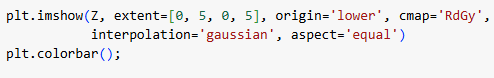 plt.imshow(Z, extent=[0, 5, 0, 5], origin='lower', cmap='RdGy',
           interpolation='gaussian', aspect='equal')
plt.colorbar();